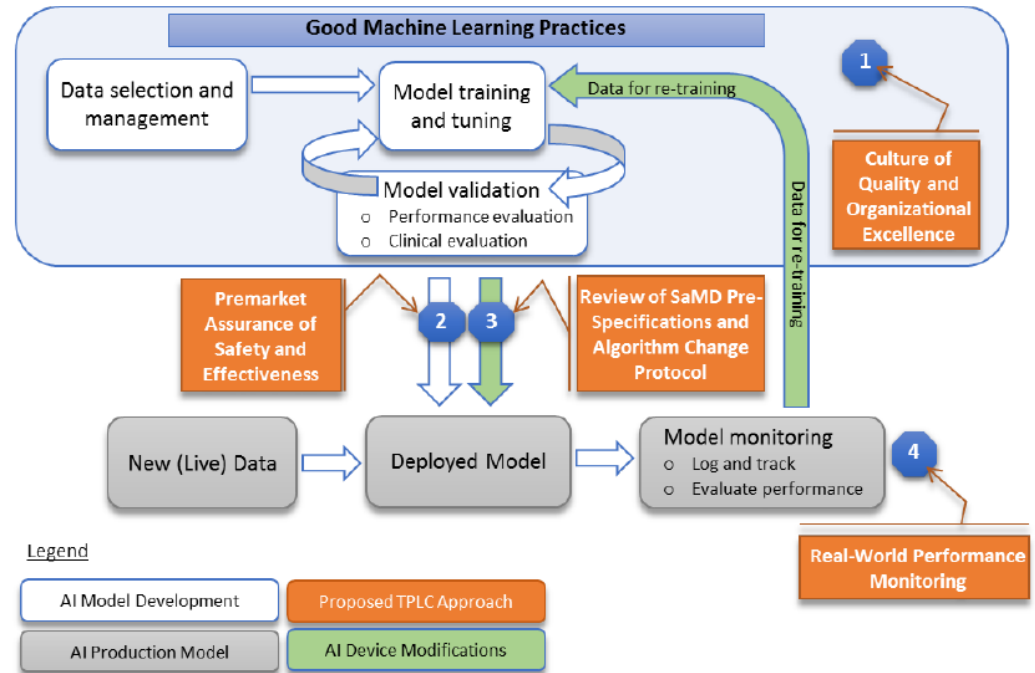 Good Machine Learning Practices
Data selection and
management
Model training
and tuning
Data for re-training
1
Culture of
Quality and
Organizational
Excellence
Model validation
o Performance evaluation
o Clinical evaluation
Data for re-training
Premarket
Assurance of
Safety and
Effectiveness
2
3
Review of SaMD Pre-
Specifications and
Algorithm Change
Protocol
New (Live) Data
Deployed Model
Model monitoring
o Log and track
o Evaluate performance
4
Real-World Performance
Monitoring
Legend
AI Model Development
Proposed TPLC Approach
AI Production Model
AI Device Modifications